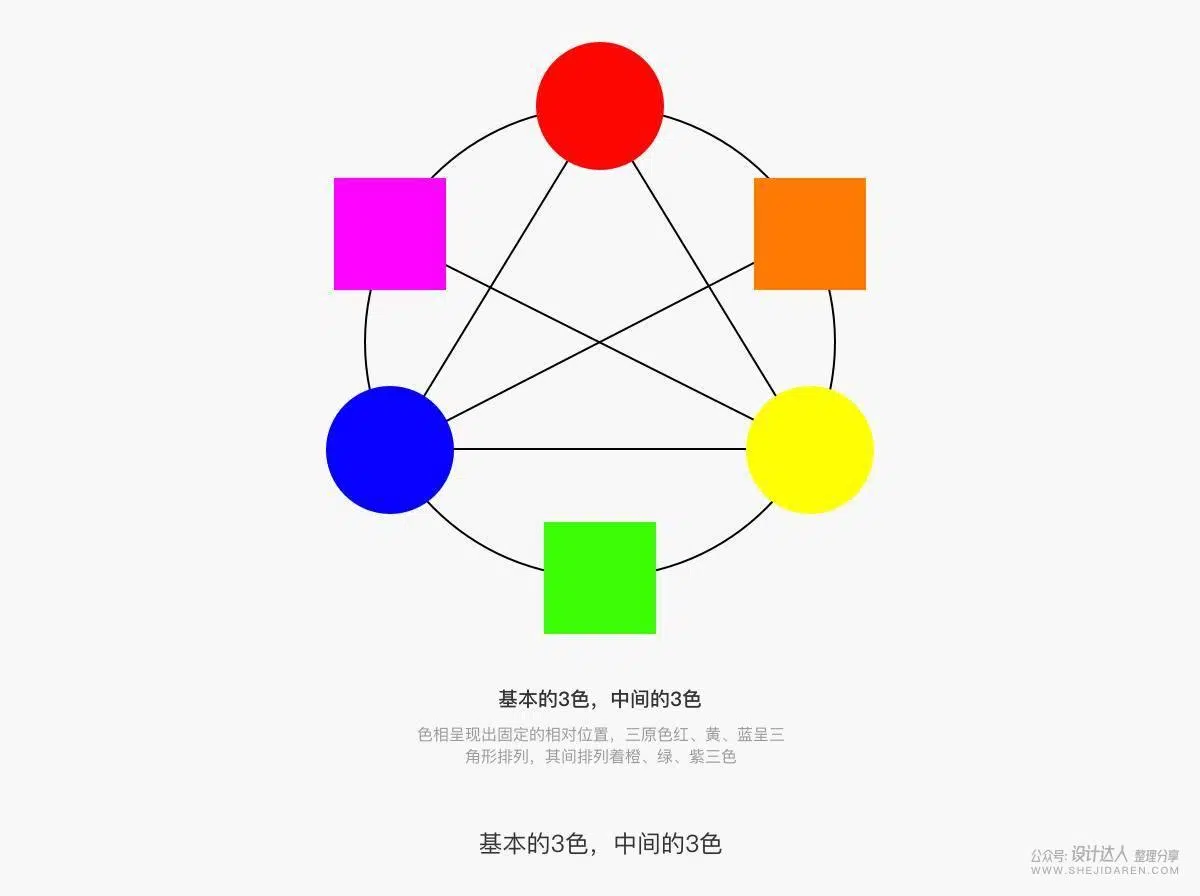 基本的3色，中间的3色
色相呈现出固定的相对位置，三原色红、黄、蓝呈三
角形排列，其间排列着橙、绿、紫三色
基本的3色，中间的3色
公众号: 设计达人 整理分享
WWW.SHEJIDAREN.COM